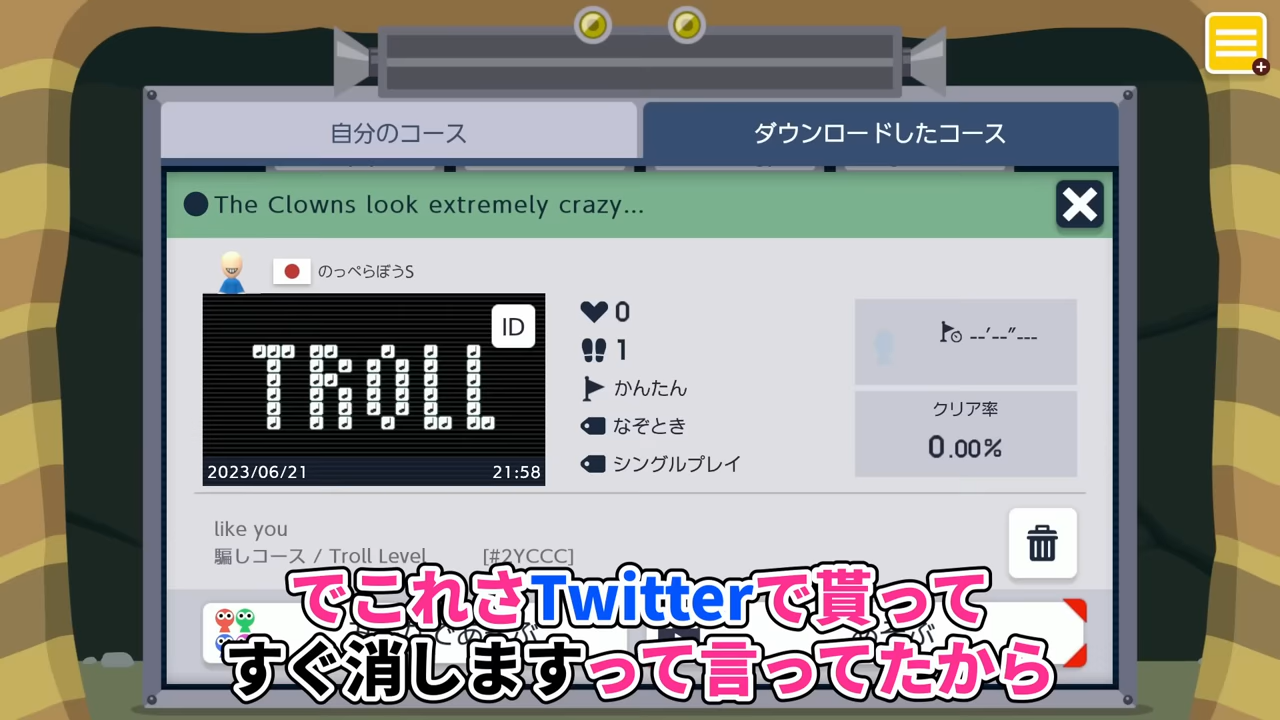 自分のコース
ダウンロードしたコース
The Clowns look extremely crazy...
のっぺらぼうS
ID
TROLL
2023/06/21 21:58
0
1
かんたん
なぞとき
シングルプレイ
--'--"---
クリア率
0.00%
like you
騙しコース / Troll Level [#2YCCC]
でこれさTwitterで貰って
すぐ消しますって言ってたから